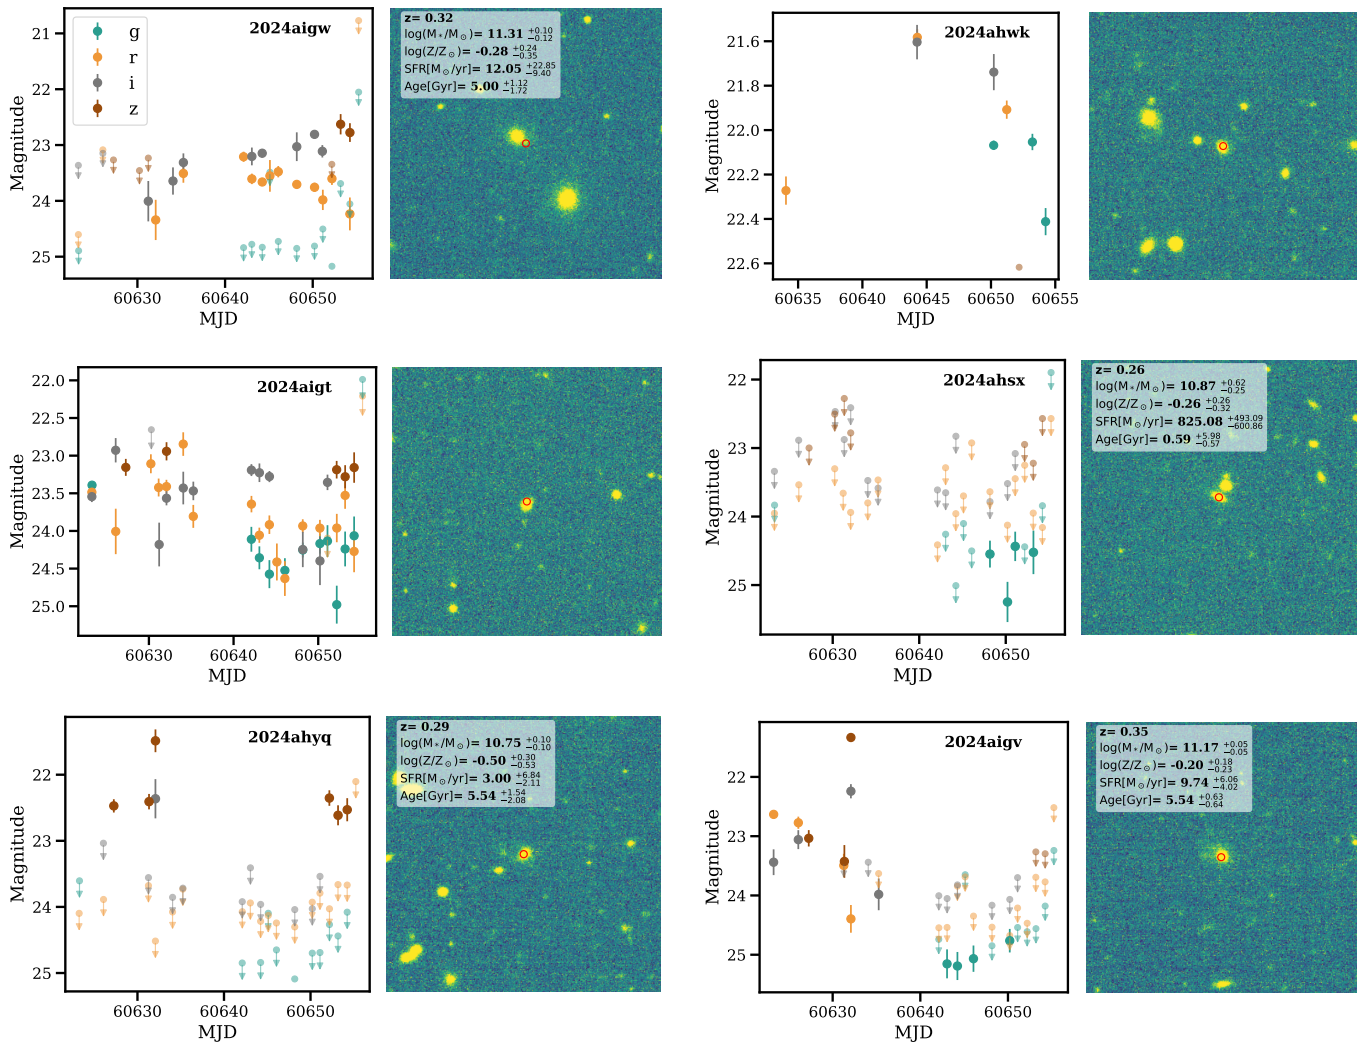 2024aigw
g
r
i
z
21
22
23
24
25
Magnitude
60630
60640
60650
MJD
z= 0.32
log(M*/M⊙)= 11.31 +0.10 −0.12
log(Z/Z⊙)= -0.28 +0.24 −0.35
SFR[M⊙/yr]= 12.05 +22.85 −9.40
Age[Gyr]= 5.00 +1.12 −1.72
2024ahwk
21.6
21.8
22.0
22.2
22.4
22.6
Magnitude
60635
60640
60645
60650
60655
MJD
2024aigt
22.0
22.5
23.0
23.5
24.0
24.5
25.0
Magnitude
60630
60640
60650
MJD
2024ahsx
22
23
24
25
Magnitude
60630
60640
60650
MJD
z= 0.26
log(M*/M⊙)= 10.87 +0.62 −0.25
log(Z/Z⊙)= -0.26 +0.26 −0.32
SFR[M⊙/yr]= 825.08 +493.09 −600.86
Age[Gyr]= 0.59 +5.98 −0.57
2024ahyq
22
23
24
25
Magnitude
60630
60640
60650
MJD
z= 0.29
log(M*/M⊙)= 10.75 +0.10 −0.10
log(Z/Z⊙)= -0.50 +0.30 −0.53
SFR[M⊙/yr]= 3.00 +6.84 −2.11
Age[Gyr]= 5.54 +1.54 −2.08
2024aigv
22
23
24
25
Magnitude
60630
60640
60650
MJD
z= 0.35
log(M*/M⊙)= 11.17 +0.05 −0.05
log(Z/Z⊙)= -0.20 +0.18 −0.23
SFR[M⊙/yr]= 9.74 +6.06 −4.02
Age[Gyr]= 5.54 +0.63 −0.64